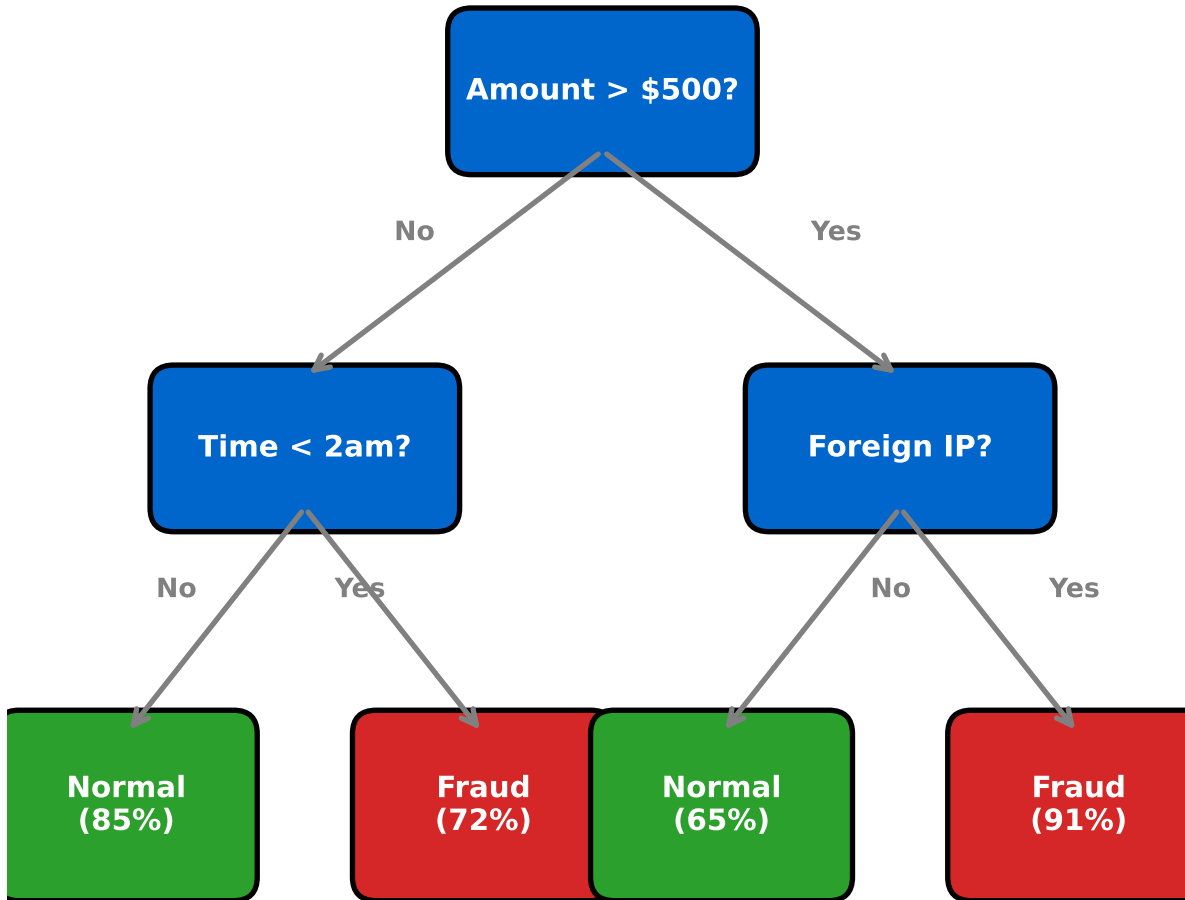 Amount > $500?
No
Yes
Time < 2am?
Foreign IP?
No
Yes
No
Yes
Normal
(85%)
Fraud
(72%)
Normal
(65%)
Fraud
(91%)